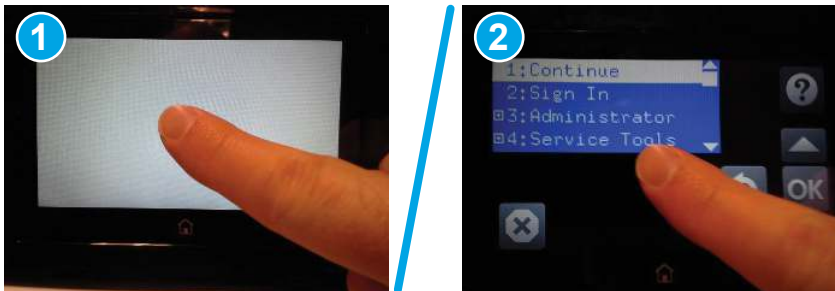 1
2
1:Continue
2:Sign In
3:Administrator
4:Service Tools
?
OK